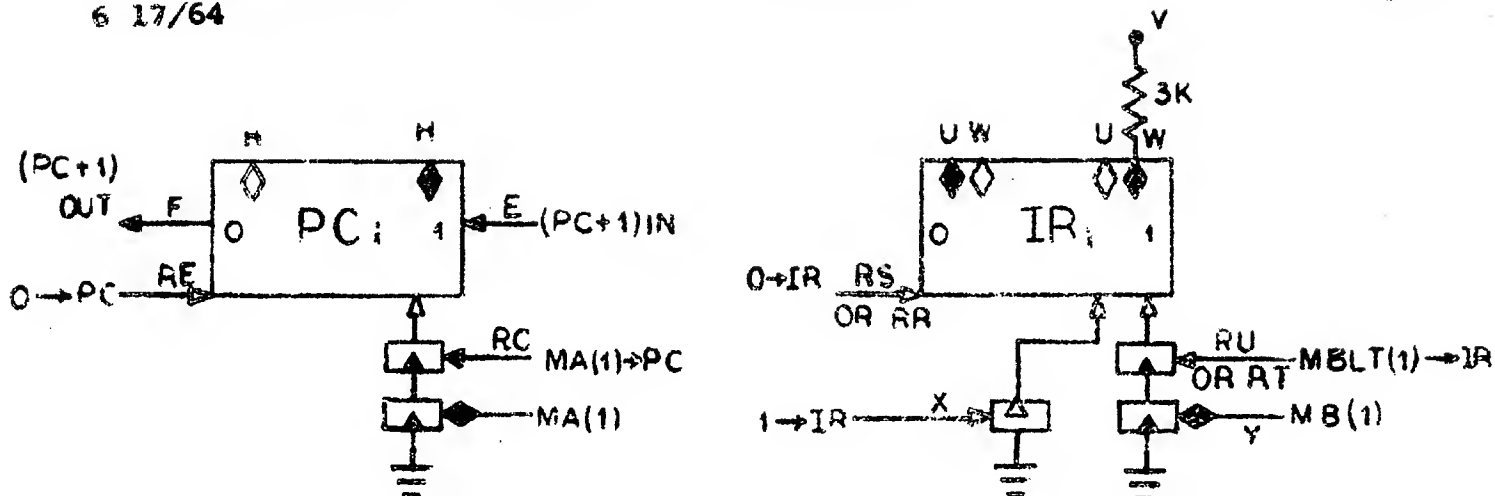 6 17/64
V
3K
H H
U W U W
(PC+1)
OUT F
0 PCi 1
E (PC+1)IN
0 IRi 1
0→PC RE
0→IR RS
OR RR
RC MA(1)→PC
RU MBLT(1)→IR
OR RT
MA(1)
1→IR X
Y MB(1)